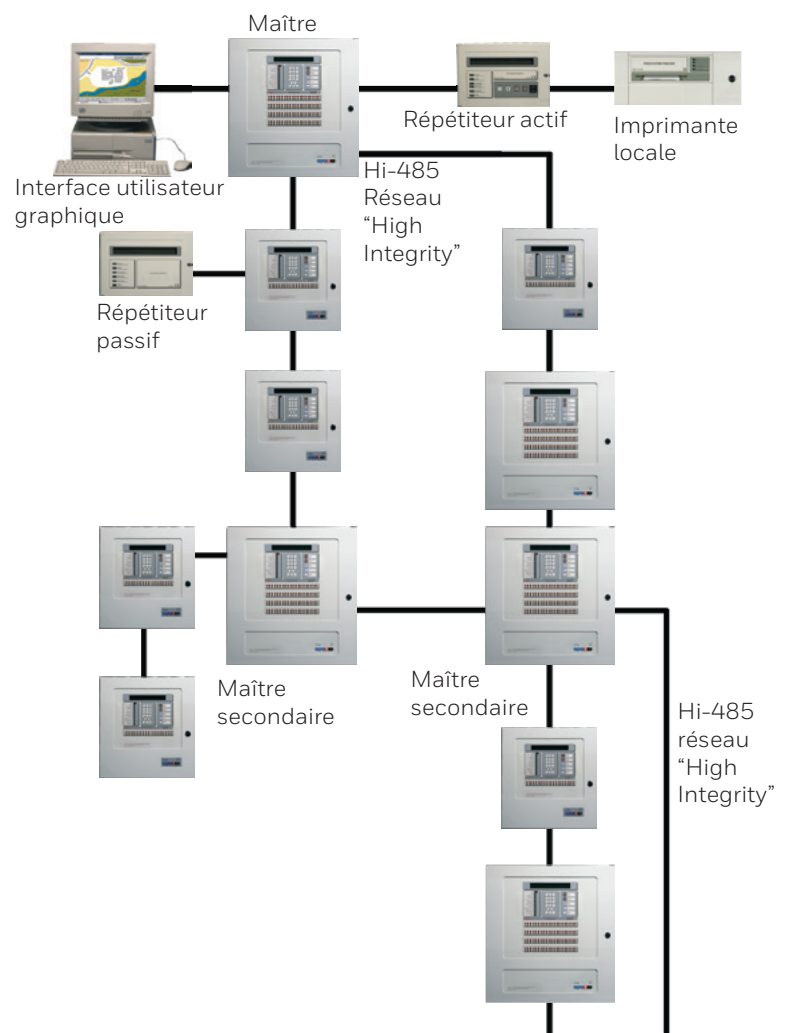 Maître
Répétiteur actif
Imprimante
locale
Interface utilisateur
graphique
Hi-485
Réseau
“High
Integrity”
Répétiteur
passif
Maître
secondaire
Maître
secondaire
Hi-485
réseau
“High
Integrity”